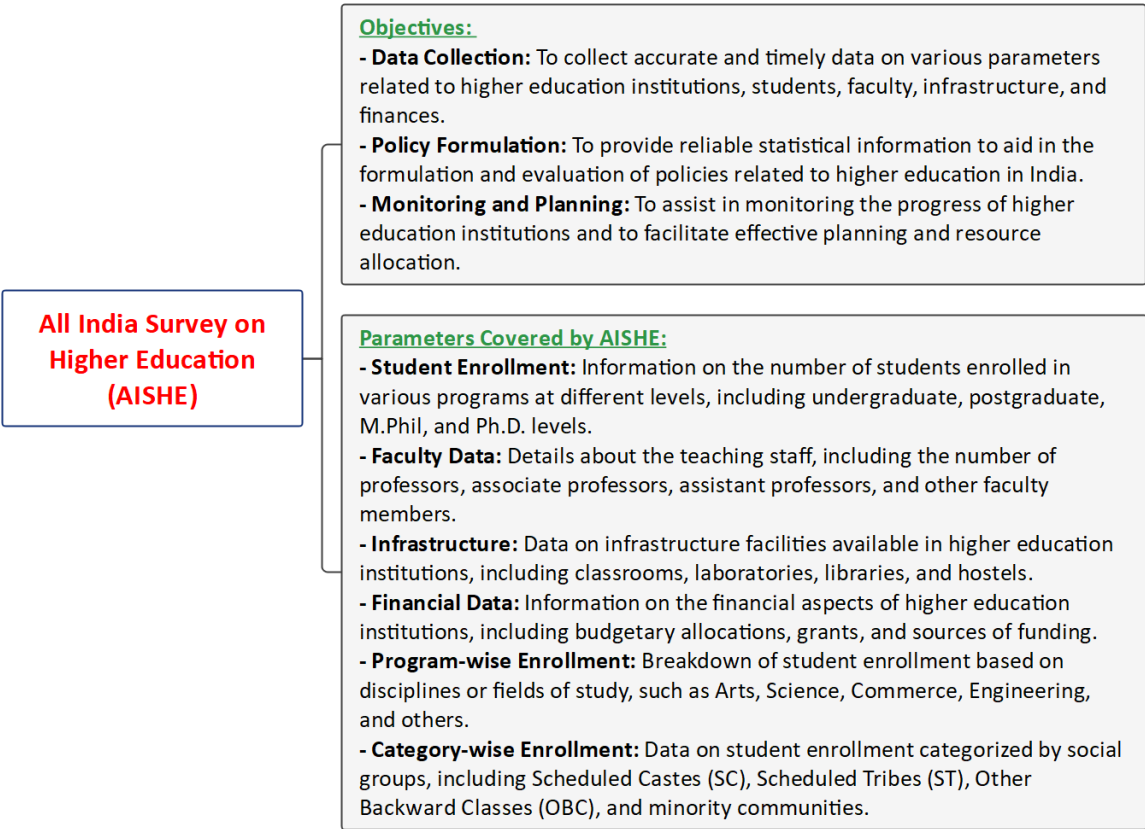 All India Survey on
Higher Education
(AISHE)
Objectives:
- Data Collection: To collect accurate and timely data on various parameters
related to higher education institutions, students, faculty, infrastructure, and
finances.
- Policy Formulation: To provide reliable statistical information to aid in the
formulation and evaluation of policies related to higher education in India.
- Monitoring and Planning: To assist in monitoring the progress of higher
education institutions and to facilitate effective planning and resource
allocation.
Parameters Covered by AISHE:
- Student Enrollment: Information on the number of students enrolled in
various programs at different levels, including undergraduate, postgraduate,
M.Phil, and Ph.D. levels.
- Faculty Data: Details about the teaching staff, including the number of
professors, associate professors, assistant professors, and other faculty
members.
- Infrastructure: Data on infrastructure facilities available in higher education
institutions, including classrooms, laboratories, libraries, and hostels.
- Financial Data: Information on the financial aspects of higher education
institutions, including budgetary allocations, grants, and sources of funding.
- Program-wise Enrollment: Breakdown of student enrollment based on
disciplines or fields of study, such as Arts, Science, Commerce, Engineering,
and others.
- Category-wise Enrollment: Data on student enrollment categorized by social
groups, including Scheduled Castes (SC), Scheduled Tribes (ST), Other
Backward Classes (OBC), and minority communities.